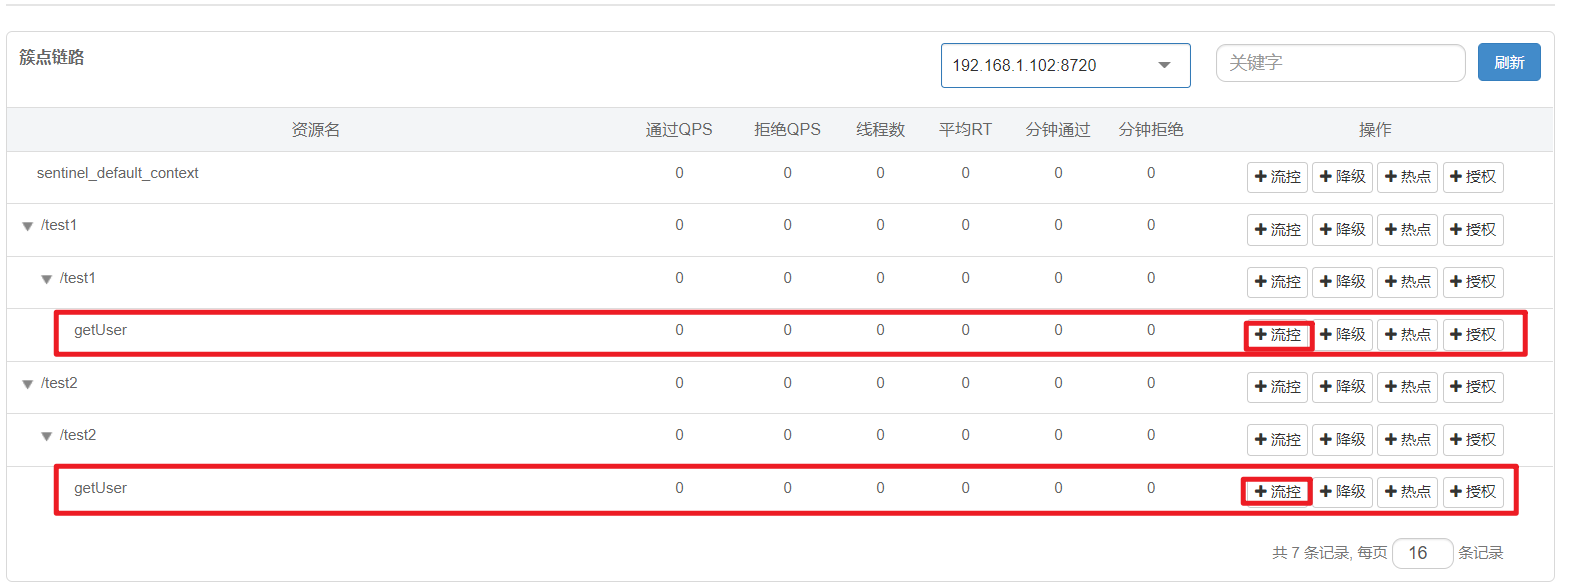 簇点链路 192.168.1.102:8720 关键字 刷新
资源名 通过QPS 拒绝QPS 线程数 平均RT 分钟通过 分钟拒绝 操作
sentinel_default_context 0 0 0 0 0 0 流控 降级 热点 授权
/test1 0 0 0 0 0 0 流控 降级 热点 授权
/test1 0 0 0 0 0 0 流控 降级 热点 授权
getUser 0 0 0 0 0 0 流控 降级 热点 授权
/test2 0 0 0 0 0 0 流控 降级 热点 授权
/test2 0 0 0 0 0 0 流控 降级 热点 授权
getUser 0 0 0 0 0 0 流控 降级 热点 授权
共 7 条记录, 每页 16 条记录